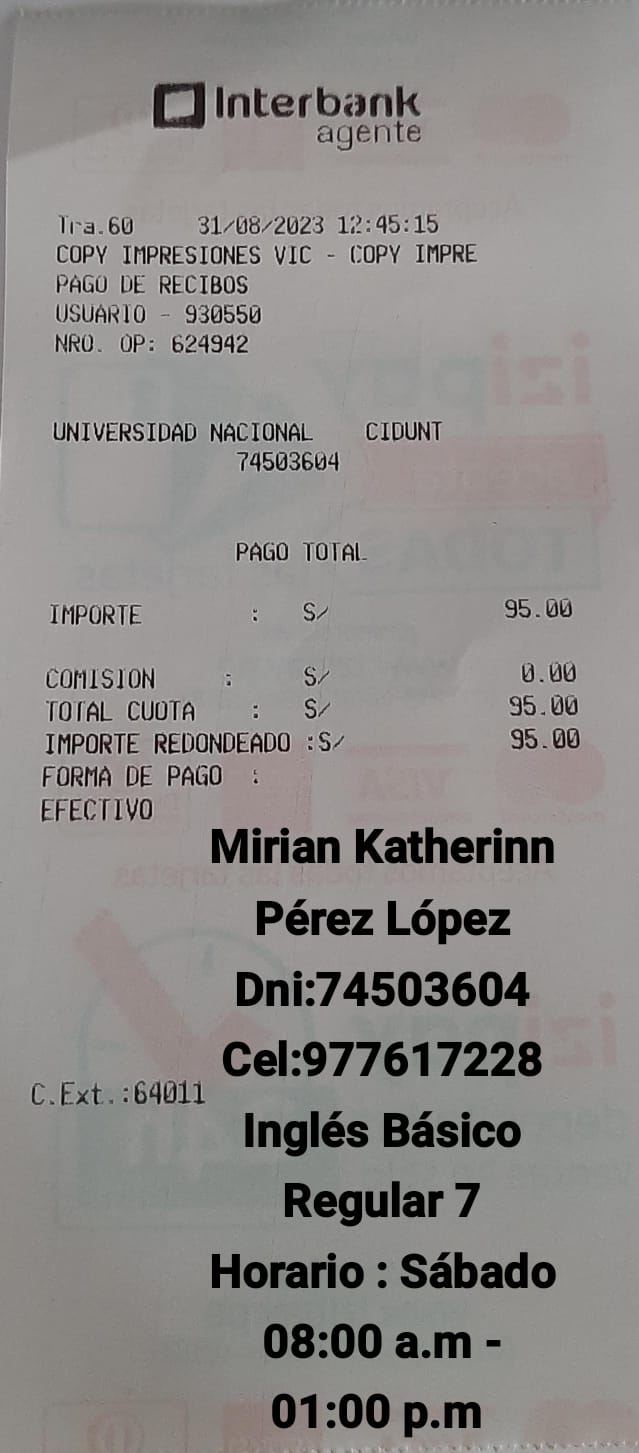 Interbank
agente
Tra.60 31/08/2023 12:45:15
COPY IMPRESIONES VIC - COPY IMPRE
PAGO DE RECIBOS
USUARIO - 930550
NRO. OP: 624942
UNIVERSIDAD NACIONAL CIDUNT
74503604
PAGO TOTAL
IMPORTE : S/ 95.00
COMISION : S/ 0.00
TOTAL CUOTA : S/ 95.00
IMPORTE REDONDEADO :S/ 95.00
FORMA DE PAGO :
EFECTIVO
Mirian Katherinn
Pérez López
Dni:74503604
Cel:977617228
C.Ext.:64011
Inglés Básico
Regular 7
Horario : Sábado
08:00 a.m -
01:00 p.m